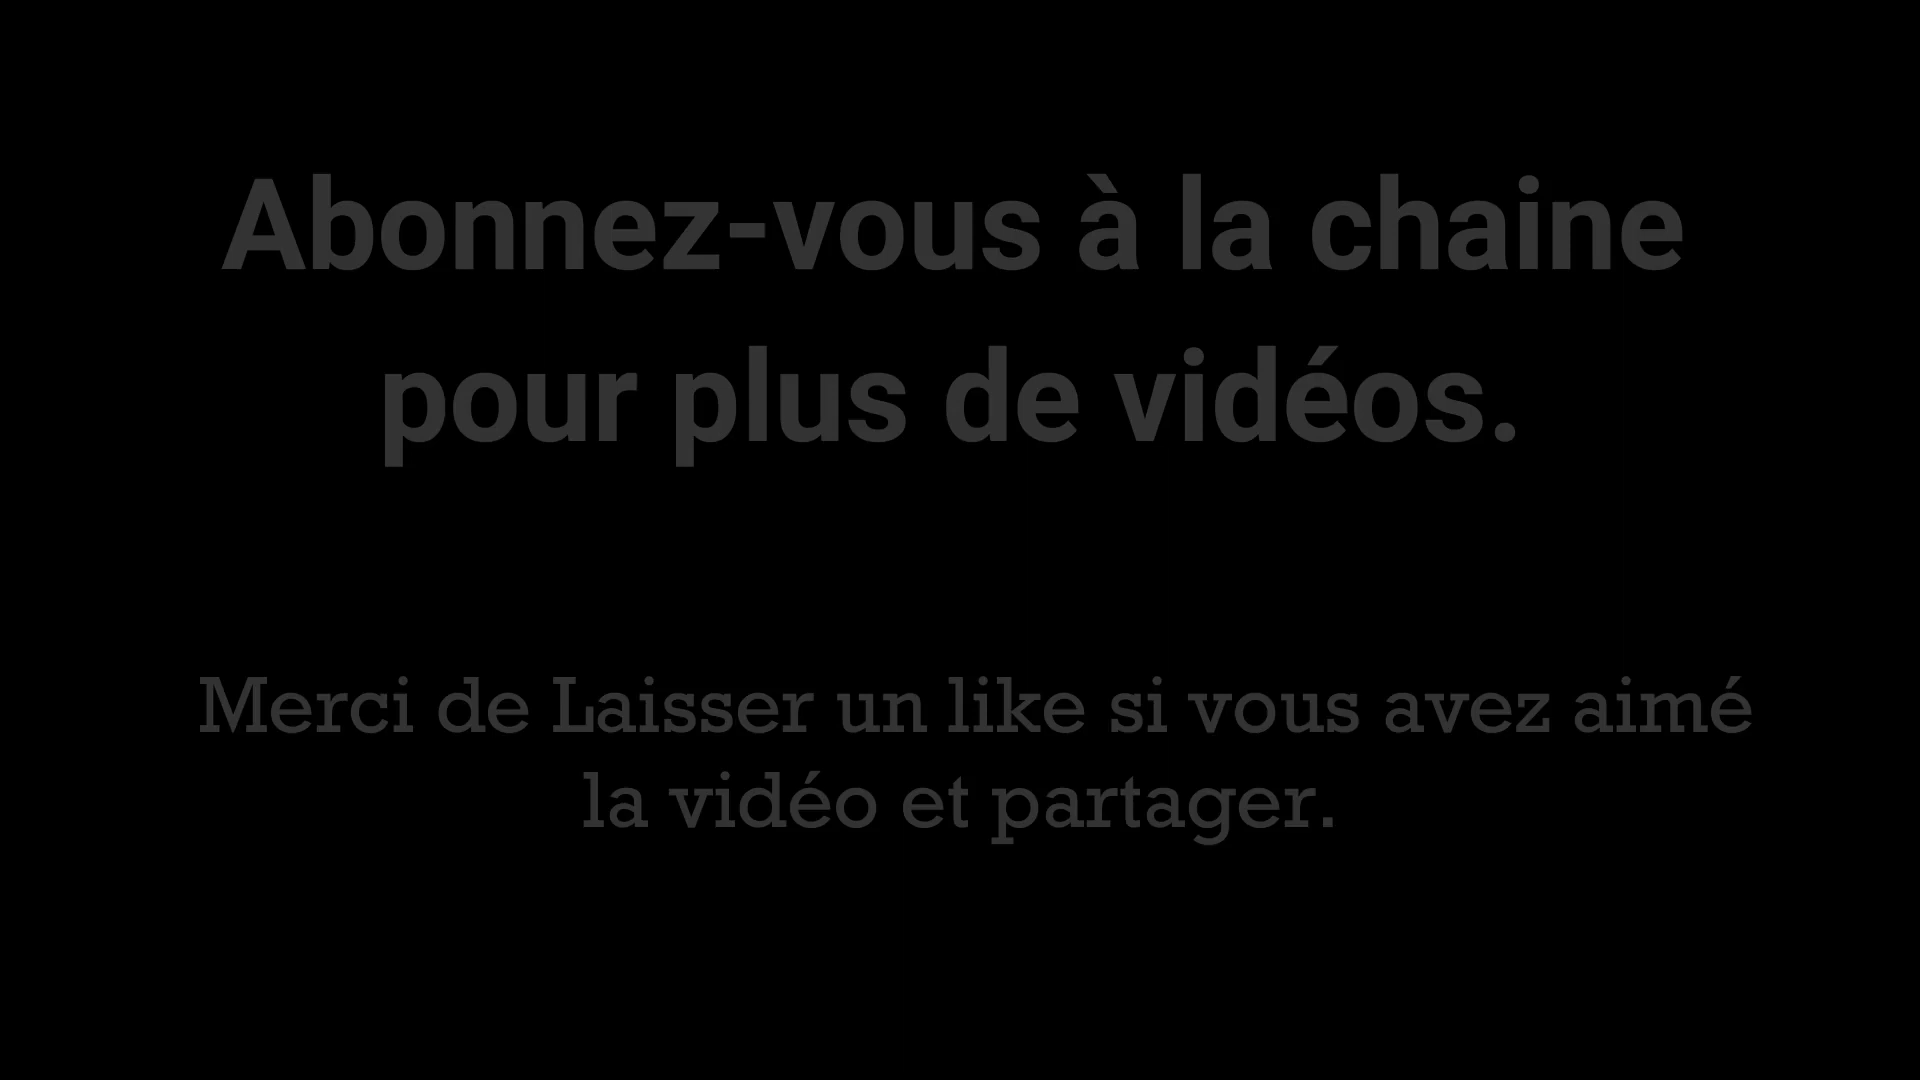 Abonnez-vous à la chaine
pour plus de vidéos.
Merci de Laisser un like si vous avez aimé
la vidéo et partager.